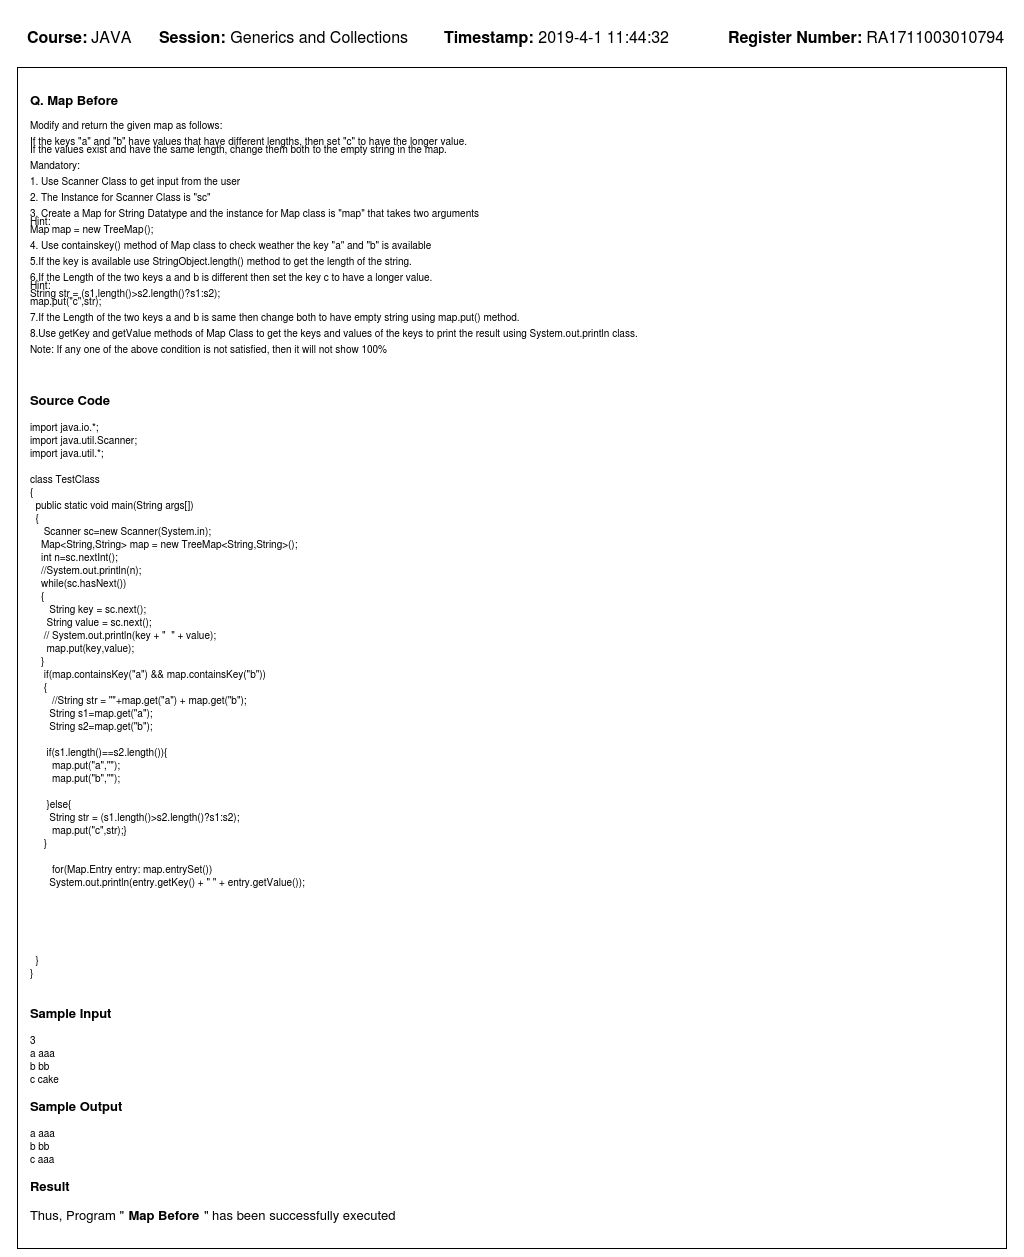 Course: JAVA Session: Generics and Collections Timestamp: 2019-4-1 11:44:32 Register Number: RA1711003010794
Q. Map Before
Modify and return the given map as follows:
If the keys "a" and "b" have values that have different lengths, then set "c" to have the longer value.
If the values exist and have the same length, change them both to the empty string in the map.
Mandatory:
1. Use Scanner Class to get input from the user
2. The Instance for Scanner Class is "sc"
3. Create a Map for String Datatype and the instance for Map class is "map" that takes two arguments
Hint:
Map map = new TreeMap();
4. Use containskey() method of Map class to check weather the key "a" and "b" is available
5.If the key is available use StringObject.length() method to get the length of the string.
6.If the Length of the two keys a and b is different then set the key c to have a longer value.
Hint:
String str = (s1.length()>s2.length()?s1:s2);
map.put("c",str);
7.If the Length of the two keys a and b is same then change both to have empty string using map.put() method.
8.Use getKey and getValue methods of Map Class to get the keys and values of the keys to print the result using System.out.println class.
Note: If any one of the above condition is not satisfied, then it will not show 100%
Source Code
import java.io.*;
import java.util.Scanner;
import java.util.*;
class TestClass
{
public static void main(String args[])
{
Scanner sc=new Scanner(System.in);
Map<String,String> map = new TreeMap<String,String>();
int n=sc.nextInt();
//System.out.println(n);
while(sc.hasNext())
{
String key = sc.next();
String value = sc.next();
// System.out.println(key + "  " + value);
map.put(key,value);
}
if(map.containsKey("a") && map.containsKey("b"))
{
//String str = ""+map.get("a") + map.get("b");
String s1=map.get("a");
String s2=map.get("b");
if(s1.length()==s2.length()){
map.put("a","");
map.put("b","");
}else{
String str = (s1.length()>s2.length()?s1:s2);
map.put("c",str);}
}
for(Map.Entry entry: map.entrySet())
System.out.println(entry.getKey() + " " + entry.getValue());
}
}
Sample Input
3
a aaa
b bb
c cake
Sample Output
a aaa
b bb
c aaa
Result
Thus, Program " Map Before " has been successfully executed